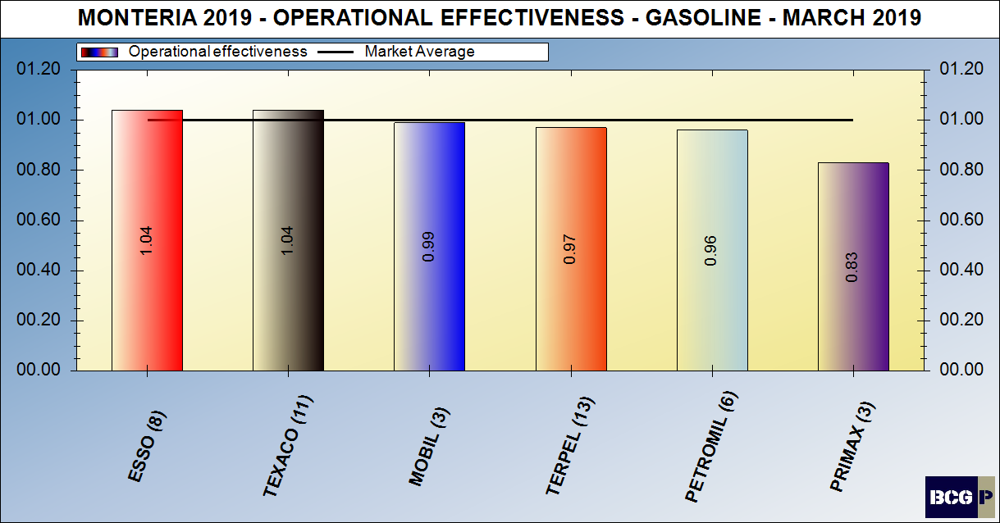 MONTERIA 2019 - OPERATIONAL EFFECTIVENESS - GASOLINE - MARCH 2019
Operational effectiveness Market Average
01.20 01.20
01.00 01.00
00.80 00.80
00.60 00.60
00.40 00.40
00.20 00.20
00.00 00.00
1.04
1.04
0.99
0.97
0.96
0.83
ESSO (8)
TEXACO (11)
MOBIL (3)
TERPEL (13)
PETROMIL (6)
PRIMAX (3)
BCG P